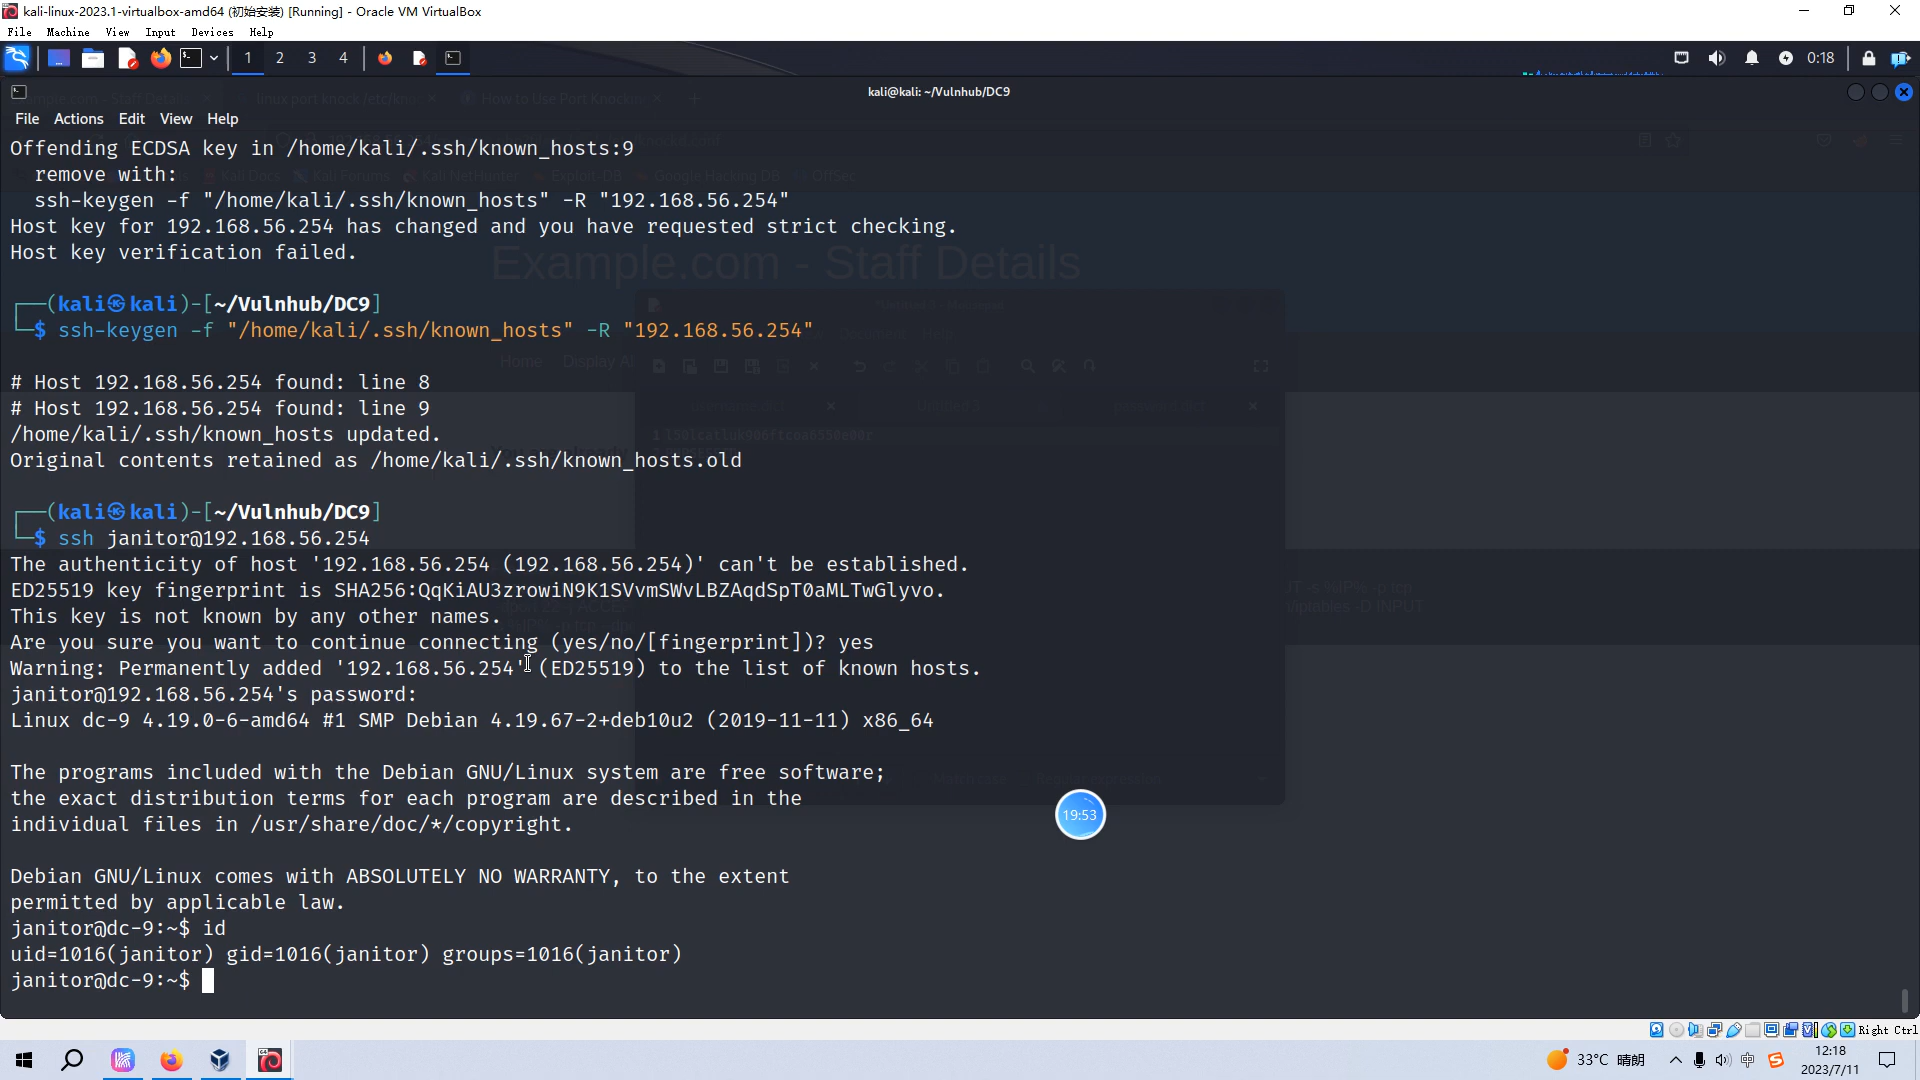 kali-linux-2023.1-virtualbox-amd64 (初始安装) [Running] - Oracle VM VirtualBox
File Machine View Input Devices Help
1 2 3 4
0:18
kali@kali: ~/Vulnhub/DC9
File Actions Edit View Help
Offending ECDSA key in /home/kali/.ssh/known_hosts:9
remove with:
ssh-keygen -f "/home/kali/.ssh/known_hosts" -R "192.168.56.254"
Host key for 192.168.56.254 has changed and you have requested strict checking.
Host key verification failed.
Example.com - Staff Details
┌──(kali㉿kali)-[~/Vulnhub/DC9]
└─$ ssh-keygen -f "/home/kali/.ssh/known_hosts" -R "192.168.56.254"
# Host 192.168.56.254 found: line 8
# Host 192.168.56.254 found: line 9
/home/kali/.ssh/known_hosts updated.
Original contents retained as /home/kali/.ssh/known_hosts.old
┌──(kali㉿kali)-[~/Vulnhub/DC9]
└─$ ssh janitor@192.168.56.254
The authenticity of host '192.168.56.254 (192.168.56.254)' can't be established.
ED25519 key fingerprint is SHA256:QqKiAU3zrowiN9K1SVvmSWvLBZAqdSpT0aMLTwGlyvo.
This key is not known by any other names.
Are you sure you want to continue connecting (yes/no/[fingerprint])? yes
Warning: Permanently added '192.168.56.254' (ED25519) to the list of known hosts.
janitor@192.168.56.254's password:
Linux dc-9 4.19.0-6-amd64 #1 SMP Debian 4.19.67-2+deb10u2 (2019-11-11) x86_64
The programs included with the Debian GNU/Linux system are free software;
the exact distribution terms for each program are described in the
individual files in /usr/share/doc/*/copyright.
19:53
Debian GNU/Linux comes with ABSOLUTELY NO WARRANTY, to the extent
permitted by applicable law.
janitor@dc-9:~$ id
uid=1016(janitor) gid=1016(janitor) groups=1016(janitor)
janitor@dc-9:~$
Right Ctrl
33°C 晴朗
中
12:18
2023/7/11